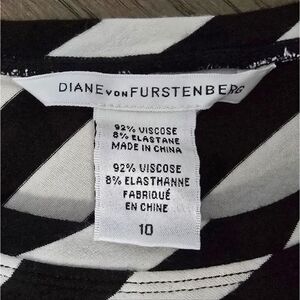 DIANE VON FURSTENBERG
92% VISCOSE
8% ELASTANE
MADE IN CHINA
92% VISCOSE
8% ELASTHANNE
FABRIQUÉ
EN CHINE
10